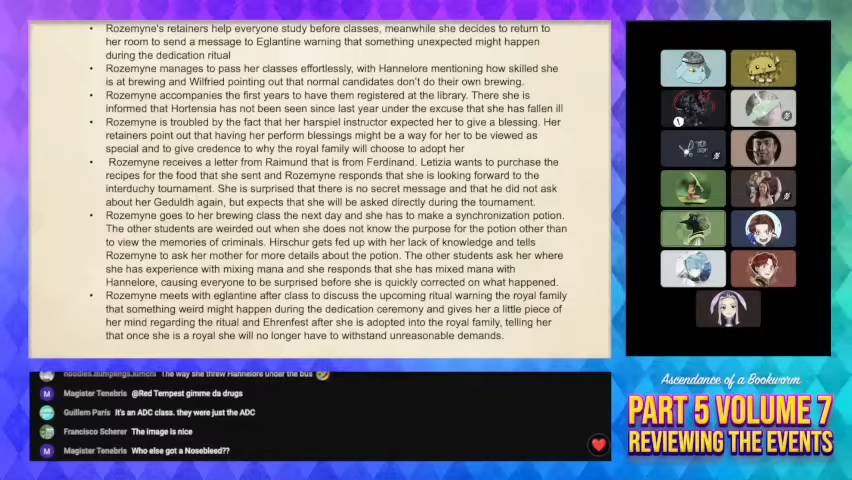 • Rozemyne's retainers help everyone study before classes, meanwhile she decides to return to
her room to send a message to Eglantine warning that something unexpected might happen
during the dedication ritual
• Rozemyne manages to pass her classes effortlessly, with Hannelore mentioning how skilled she
is at brewing and Wilfried pointing out that normal candidates don't do their own brewing.
• Rozemyne accompanies the first years to have them registered at the library. There she is
informed that Hortensia has not been seen since last year under the excuse that she has fallen ill
• Rozemyne is troubled by the fact that her harspiel instructor expected her to give a blessing. Her
retainers point out that having her perform blessings might be a way for her to be viewed as
special and to give credence to why the royal family will choose to adopt her
• Rozemyne receives a letter from Raimund that is from Ferdinand. Letizia wants to purchase the
recipes for the food that she sent and Rozemyne responds that she is looking forward to the
interduchy tournament. She is surprised that there is no secret message and that he did not ask
about her Geduldh again, but expects that she will be asked directly during the tournament.
• Rozemyne goes to her brewing class the next day and she has to make a synchronization potion.
The other students are weirded out when she does not know the purpose for the potion other than
to view the memories of criminals. Hirschur gets fed up with her lack of knowledge and tells
Rozemyne to ask her mother for more details about the potion. The other students ask her where
she has experience with mixing mana and she responds that she has mixed mana with
Hannelore, causing everyone to be surprised before she is quickly corrected on what happened.
• Rozemyne meets with eglantine after class to discuss the upcoming ritual warning the royal family
that something weird might happen during the dedication ceremony and gives her a little piece of
her mind regarding the ritual and Ehrenfest after she is adopted into the royal family, telling her
that once she is a royal she will no longer have to withstand unreasonable demands.
The way she threw Hannelore under the bus
M Magister Tenebris @Red Tempest gimme da drugs
Guillem París It's an ADC class. they were just the ADC
Francisco Scherer The image is nice
M Magister Tenebris Who else got a Nosebleed??
Ascendance of a Bookworm
PART 5 VOLUME 7
REVIEWING THE EVENTS